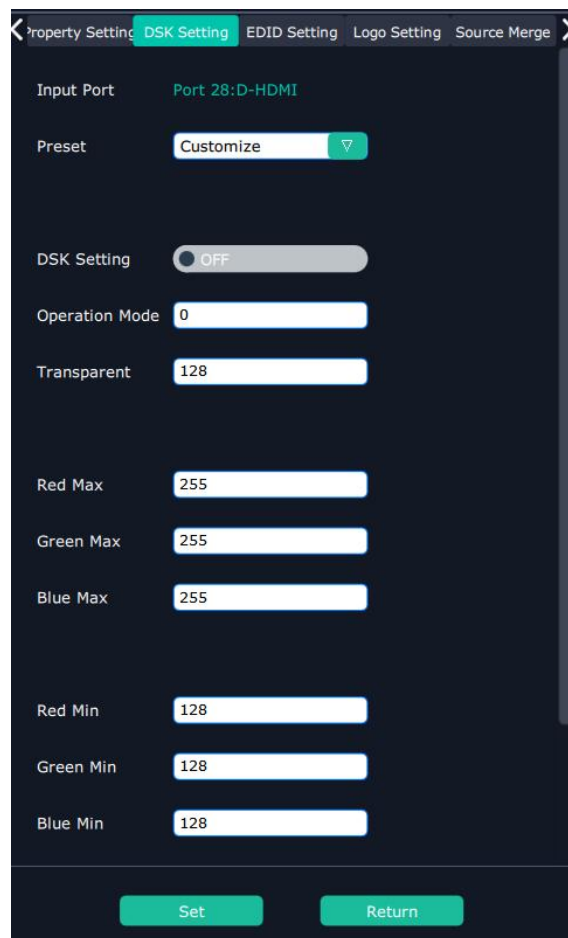 Property Setting DSK Setting EDID Setting Logo Setting Source Merge
Input Port Port 28:D-HDMI
Preset Customize
DSK Setting OFF
Operation Mode 0
Transparent 128
Red Max 255
Green Max 255
Blue Max 255
Red Min 128
Green Min 128
Blue Min 128
Set Return